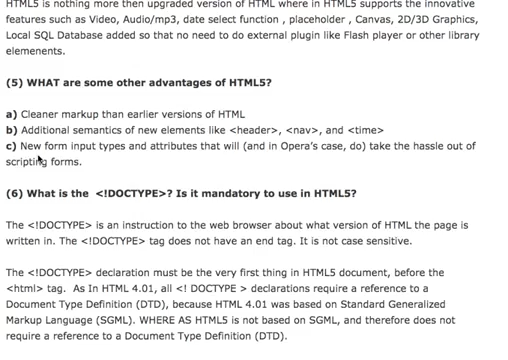 HTML5 is nothing more then upgraded version of HTML where in HTML5 supports the innovative
features such as Video, Audio/mp3, date select function , placeholder , Canvas, 2D/3D Graphics,
Local SQL Database added so that no need to do external plugin like Flash player or other library
elemenents.
(5) WHAT are some other advantages of HTML5?
a) Cleaner markup than earlier versions of HTML
b) Additional semantics of new elements like <header>, <nav>, and <time>
c) New form input types and attributes that will (and in Opera's case, do) take the hassle out of
scripting forms.
(6) What is the <!DOCTYPE>? Is it mandatory to use in HTML5?
The <!DOCTYPE> is an instruction to the web browser about what version of HTML the page is
written in. The <!DOCTYPE> tag does not have an end tag. It is not case sensitive.
The <!DOCTYPE> declaration must be the very first thing in HTML5 document, before the
<html> tag. As In HTML 4.01, all <! DOCTYPE > declarations require a reference to a
Document Type Definition (DTD), because HTML 4.01 was based on Standard Generalized
Markup Language (SGML). WHERE AS HTML5 is not based on SGML, and therefore does not
require a reference to a Document Type Definition (DTD).